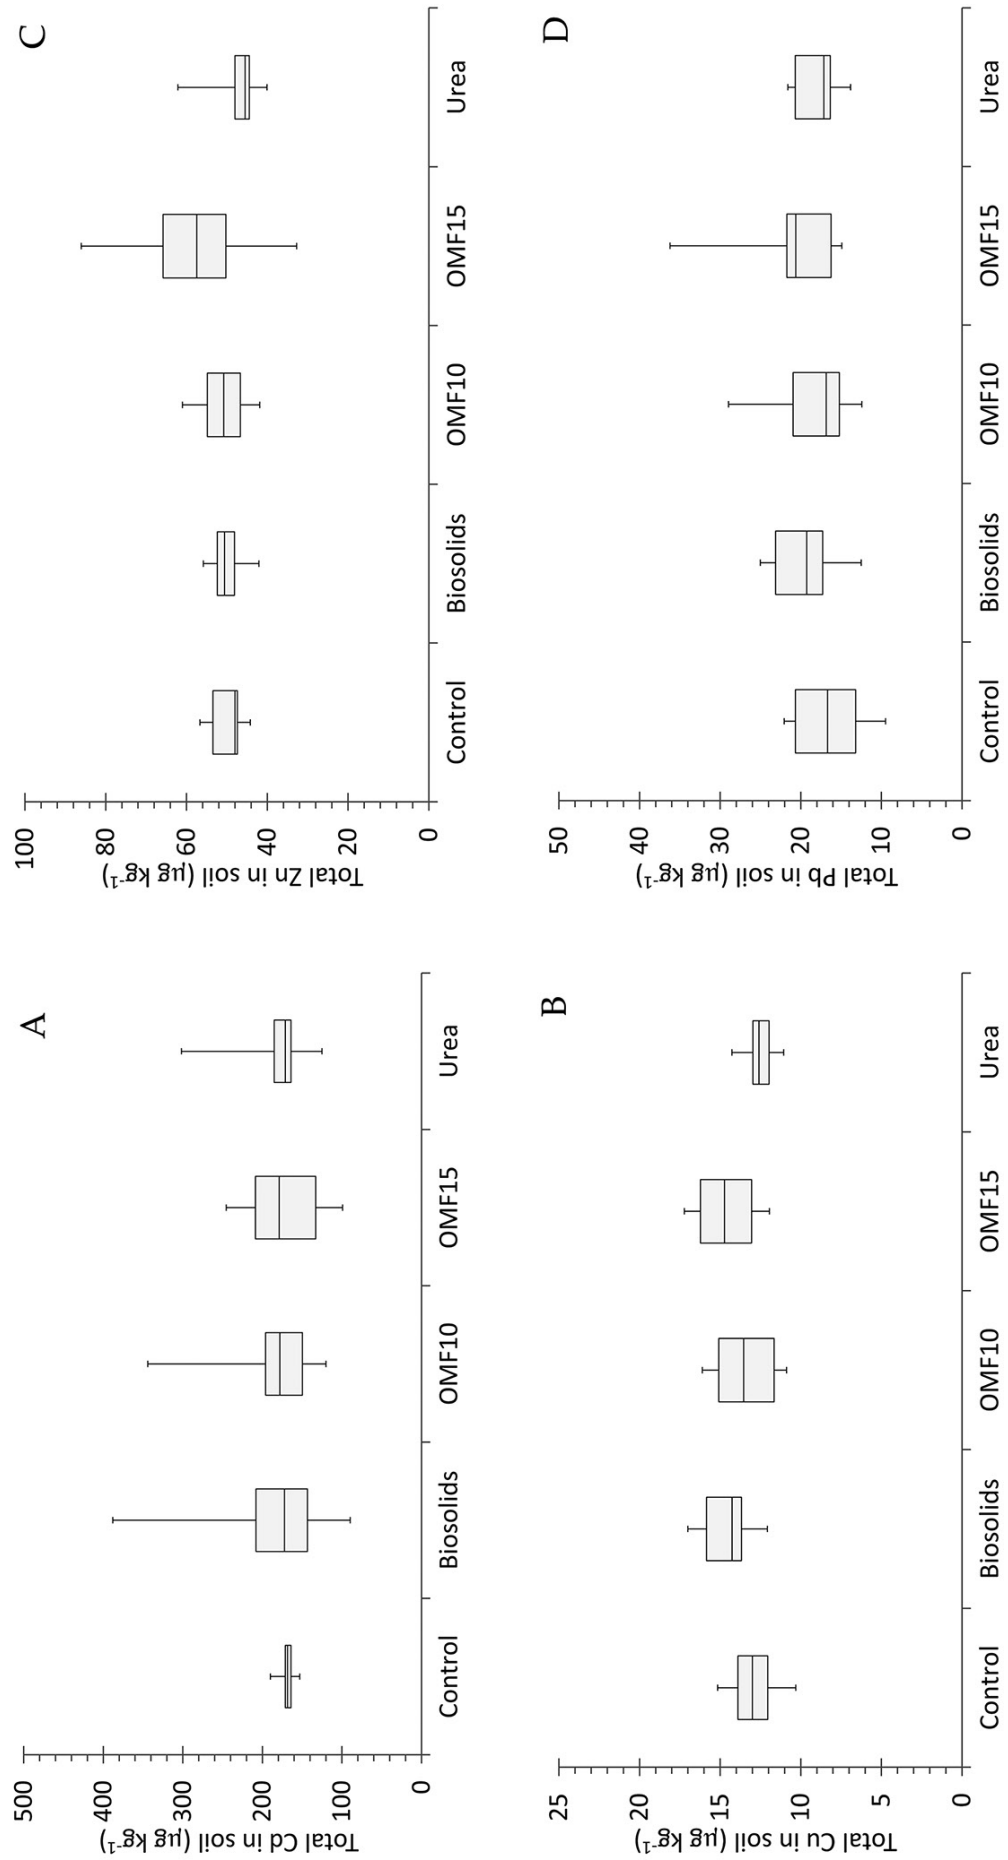 A
Total Cd in soil (µg kg⁻¹)
500
400
300
200
100
0
Control Biosolids OMF10 OMF15 Urea
C
Total Zn in soil (µg kg⁻¹)
100
80
60
40
20
0
Control Biosolids OMF10 OMF15 Urea
B
Total Cu in soil (µg kg⁻¹)
25
20
15
10
5
0
Control Biosolids OMF10 OMF15 Urea
D
Total Pb in soil (µg kg⁻¹)
50
40
30
20
10
0
Control Biosolids OMF10 OMF15 Urea